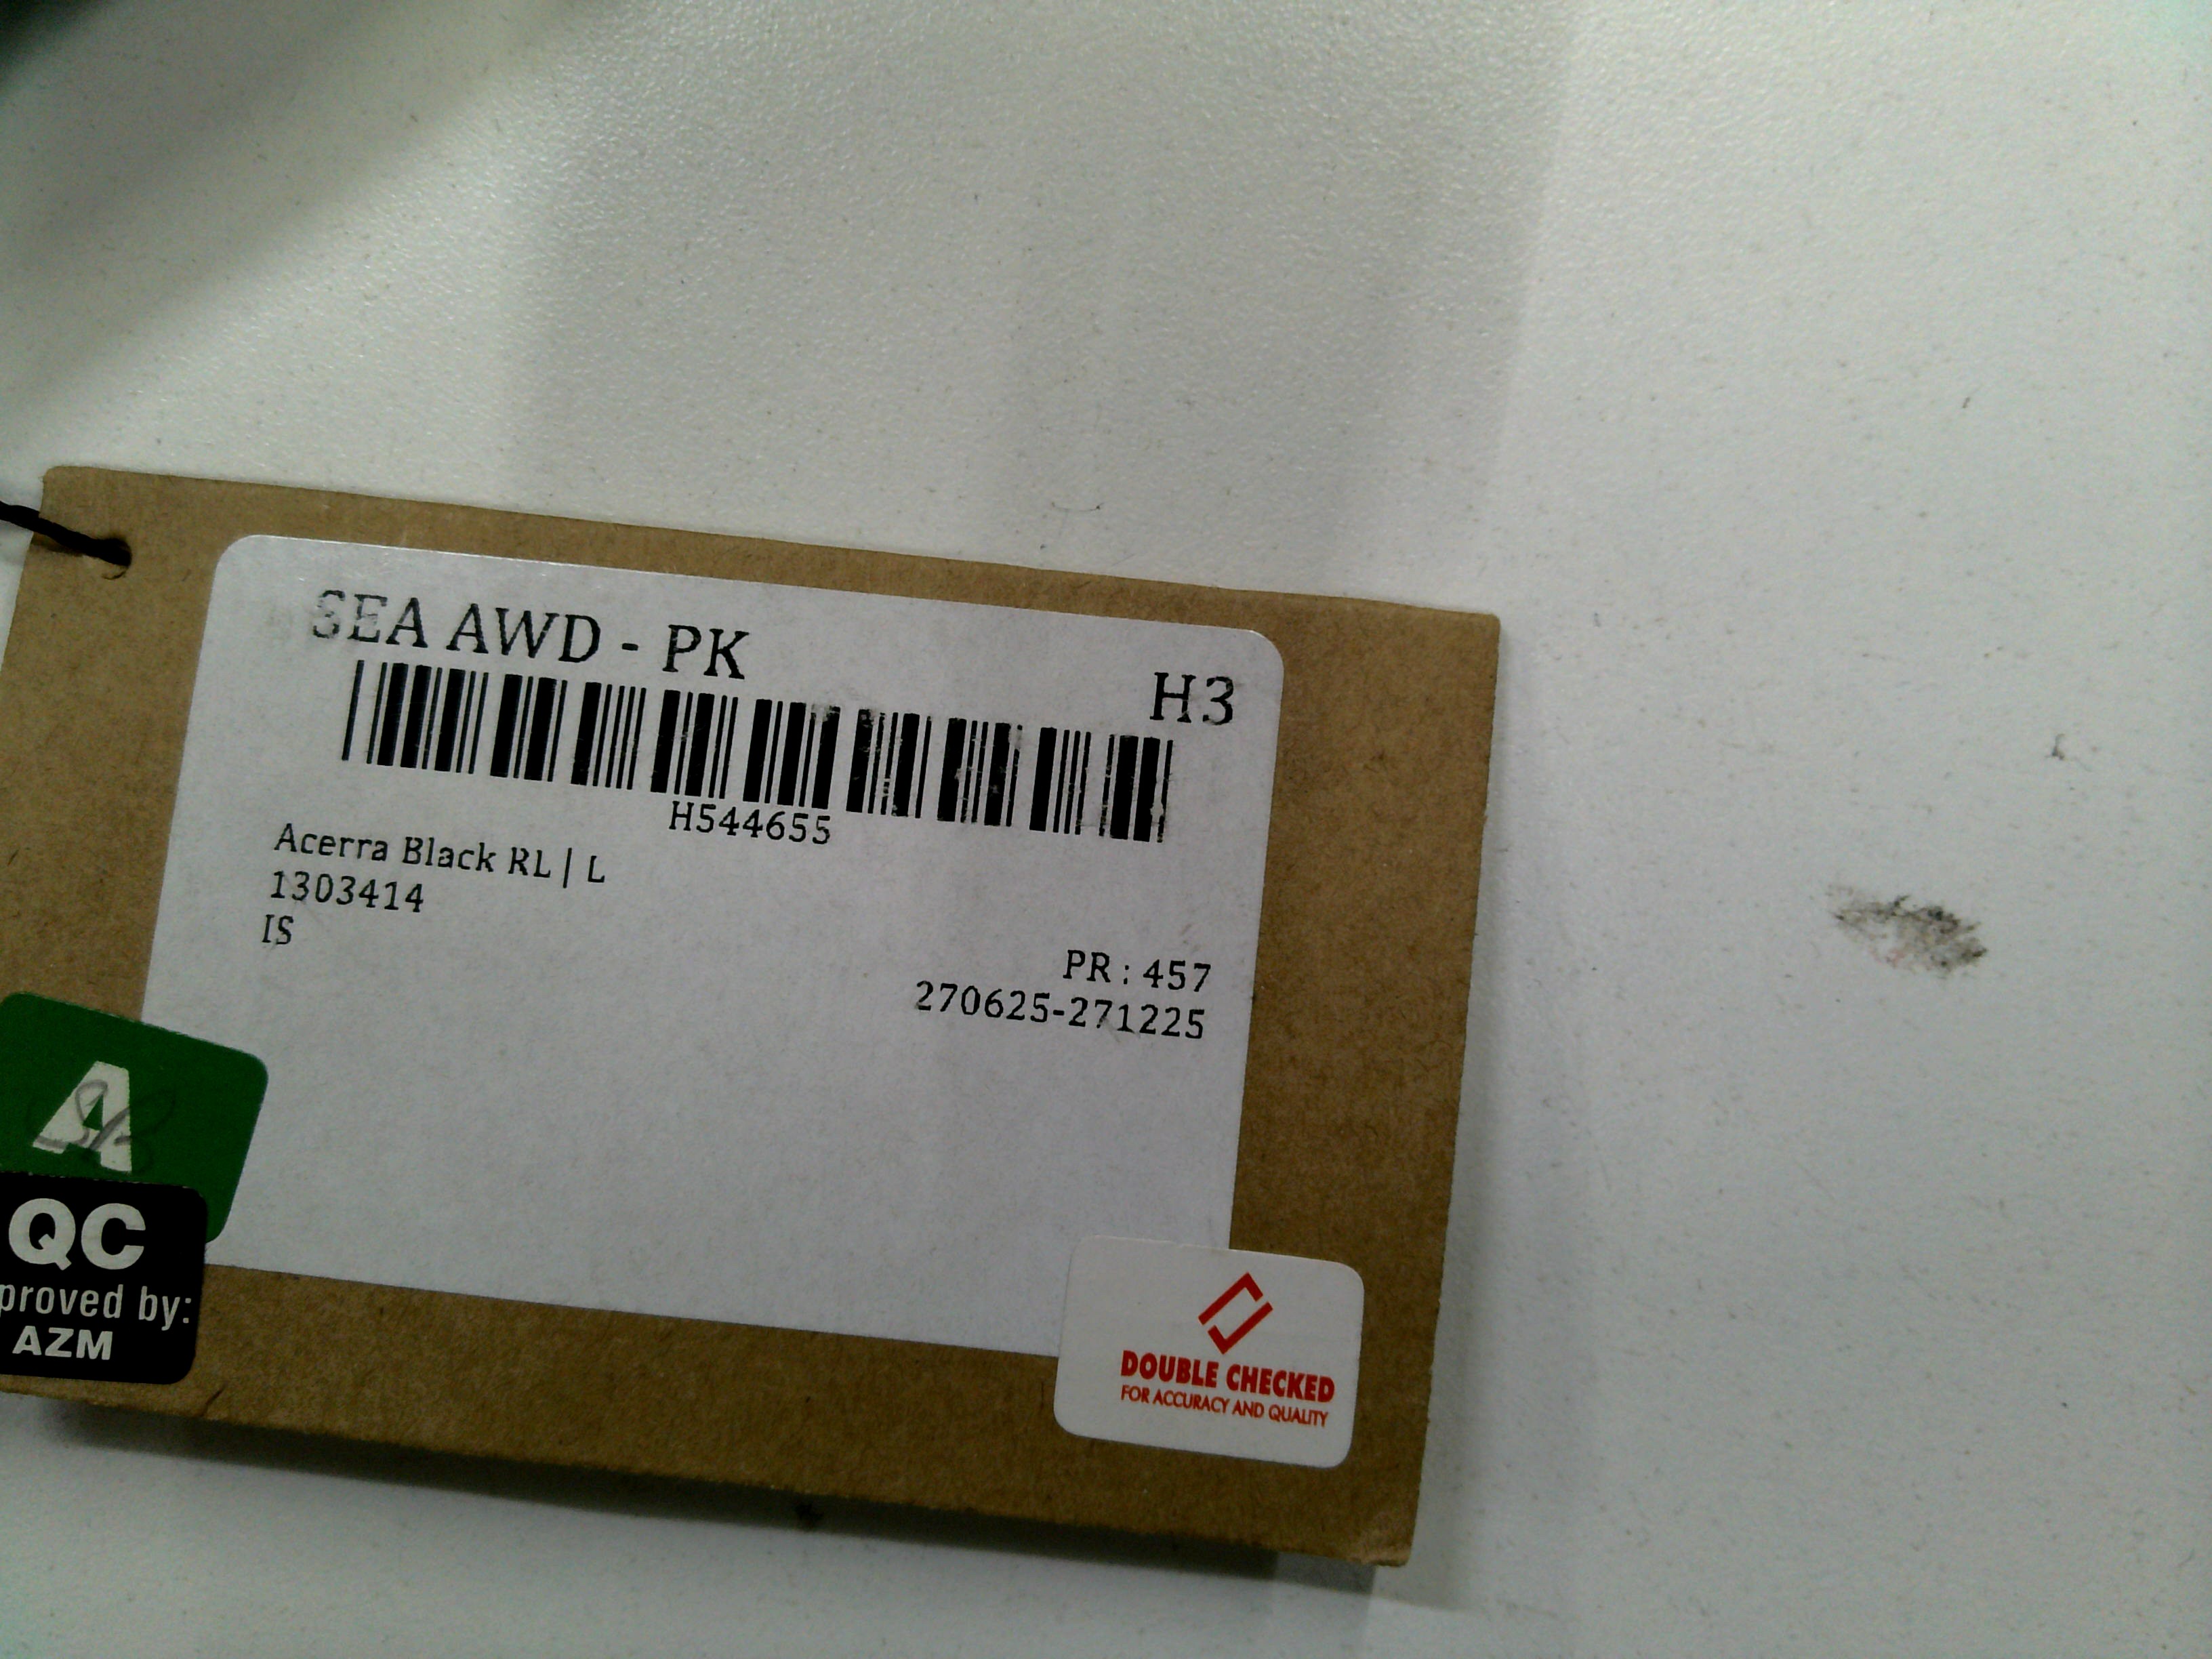 SEA AWD - PK
H3
H544655
Acerra Black RL | L
1303414
IS
PR : 457
270625-271225
A
QC
proved by:
AZM
DOUBLE CHECKED
FOR ACCURACY AND QUALITY